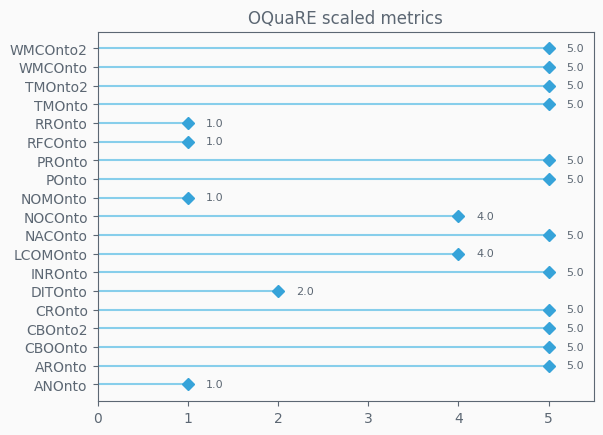 OQuaRE scaled metrics
WMCOnto2 5.0
WMCOnto 5.0
TMOnto2 5.0
TMOnto 5.0
RROnto 1.0
RFCOnto 1.0
PROnto 5.0
POnto 5.0
NOMOnto 1.0
NOCOnto 4.0
NACOnto 5.0
LCOMOnto 4.0
INROnto 5.0
DITOnto 2.0
CROnto 5.0
CBOnto2 5.0
CBOOnto 5.0
AROnto 5.0
ANOnto 1.0
0 1 2 3 4 5